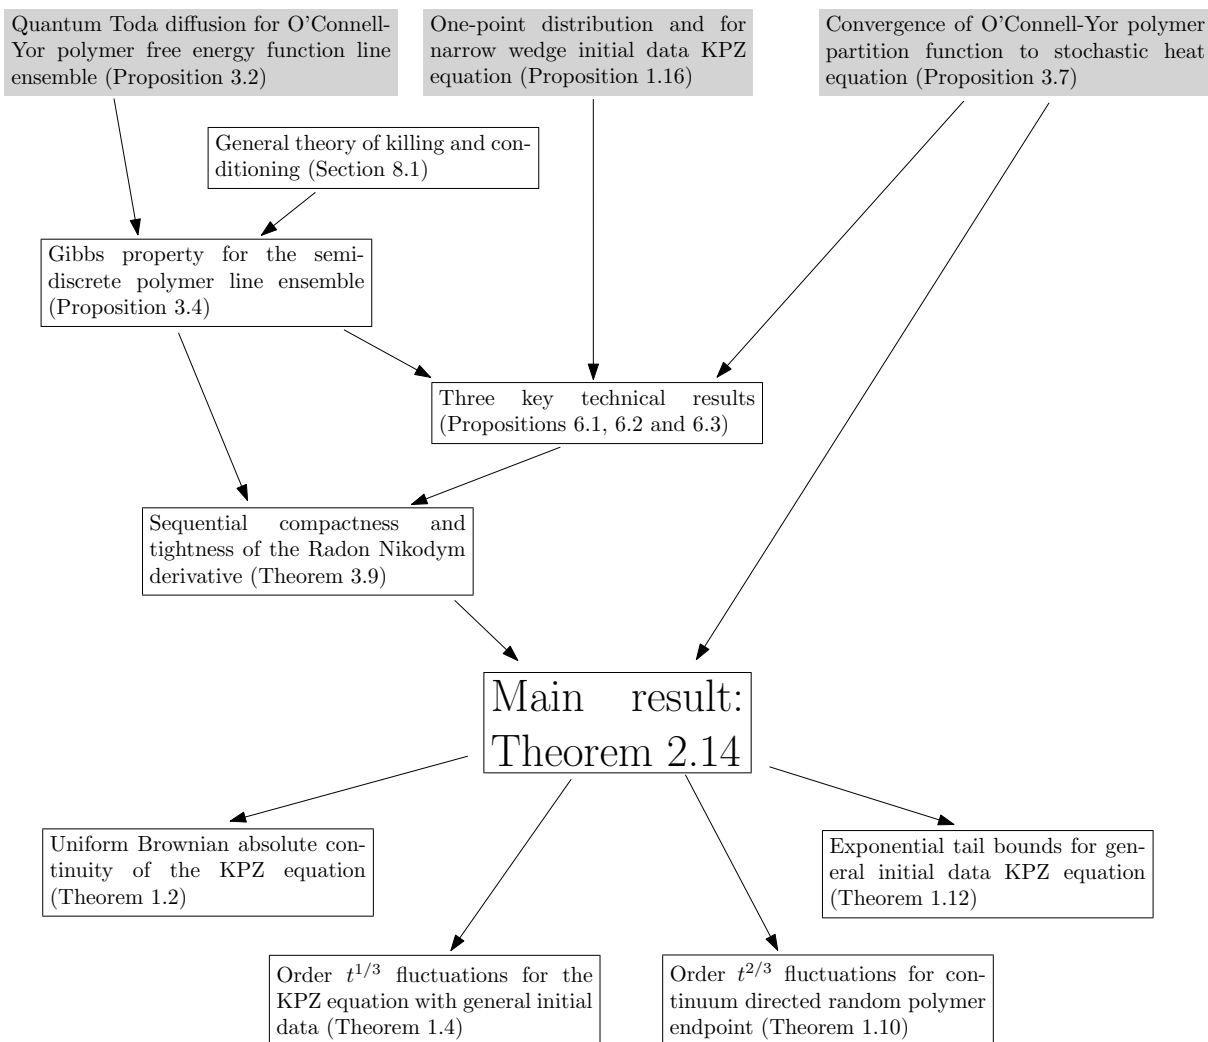 Quantum Toda diffusion for O'Connell-
Yor polymer free energy function line
ensemble (Proposition 3.2)
One-point distribution and for
narrow wedge initial data KPZ
equation (Proposition 1.16)
Convergence of O'Connell-Yor polymer
partition function to stochastic heat
equation (Proposition 3.7)
General theory of killing and con-
ditioning (Section 8.1)
Gibbs property for the semi-
discrete polymer line ensemble
(Proposition 3.4)
Three key technical results
(Propositions 6.1, 6.2 and 6.3)
Sequential compactness and
tightness of the Radon Nikodym
derivative (Theorem 3.9)
Main result:
Theorem 2.14
Uniform Brownian absolute con-
tinuity of the KPZ equation
(Theorem 1.2)
Exponential tail bounds for gen-
eral initial data KPZ equation
(Theorem 1.12)
Order t^{1/3} fluctuations for the
KPZ equation with general initial
data (Theorem 1.4)
Order t^{2/3} fluctuations for con-
tinuum directed random polymer
endpoint (Theorem 1.10)